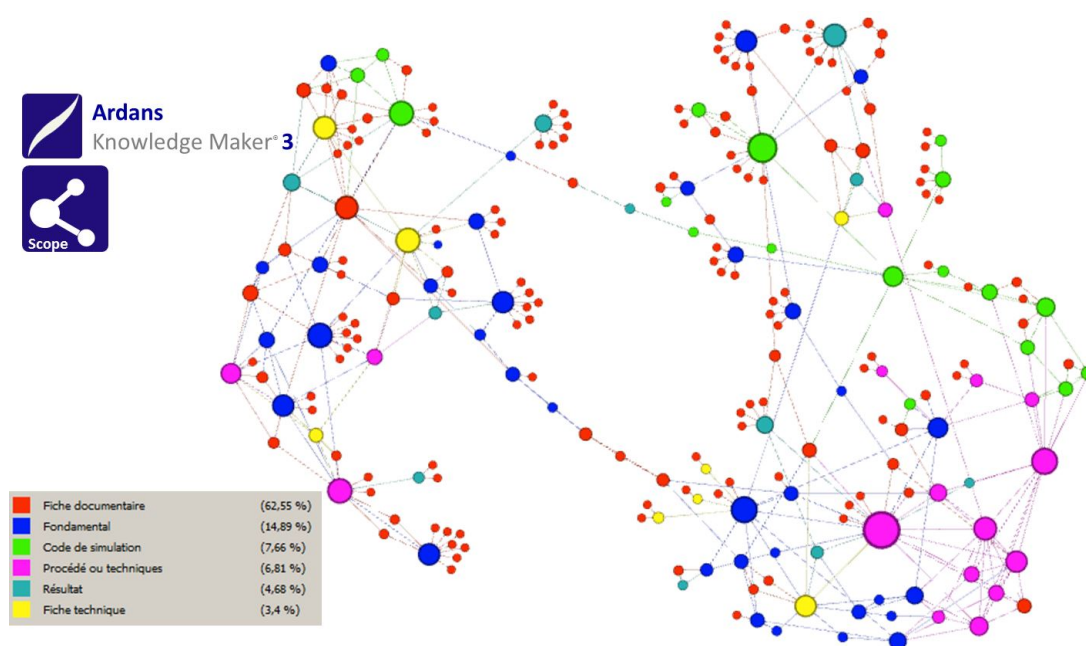 Ardans
Knowledge Maker® 3
Scope
Fiche documentaire (62,55 %)
Fondamental (14,89 %)
Code de simulation (7,66 %)
Procédé ou techniques (6,81 %)
Résultat (4,68 %)
Fiche technique (3,4 %)